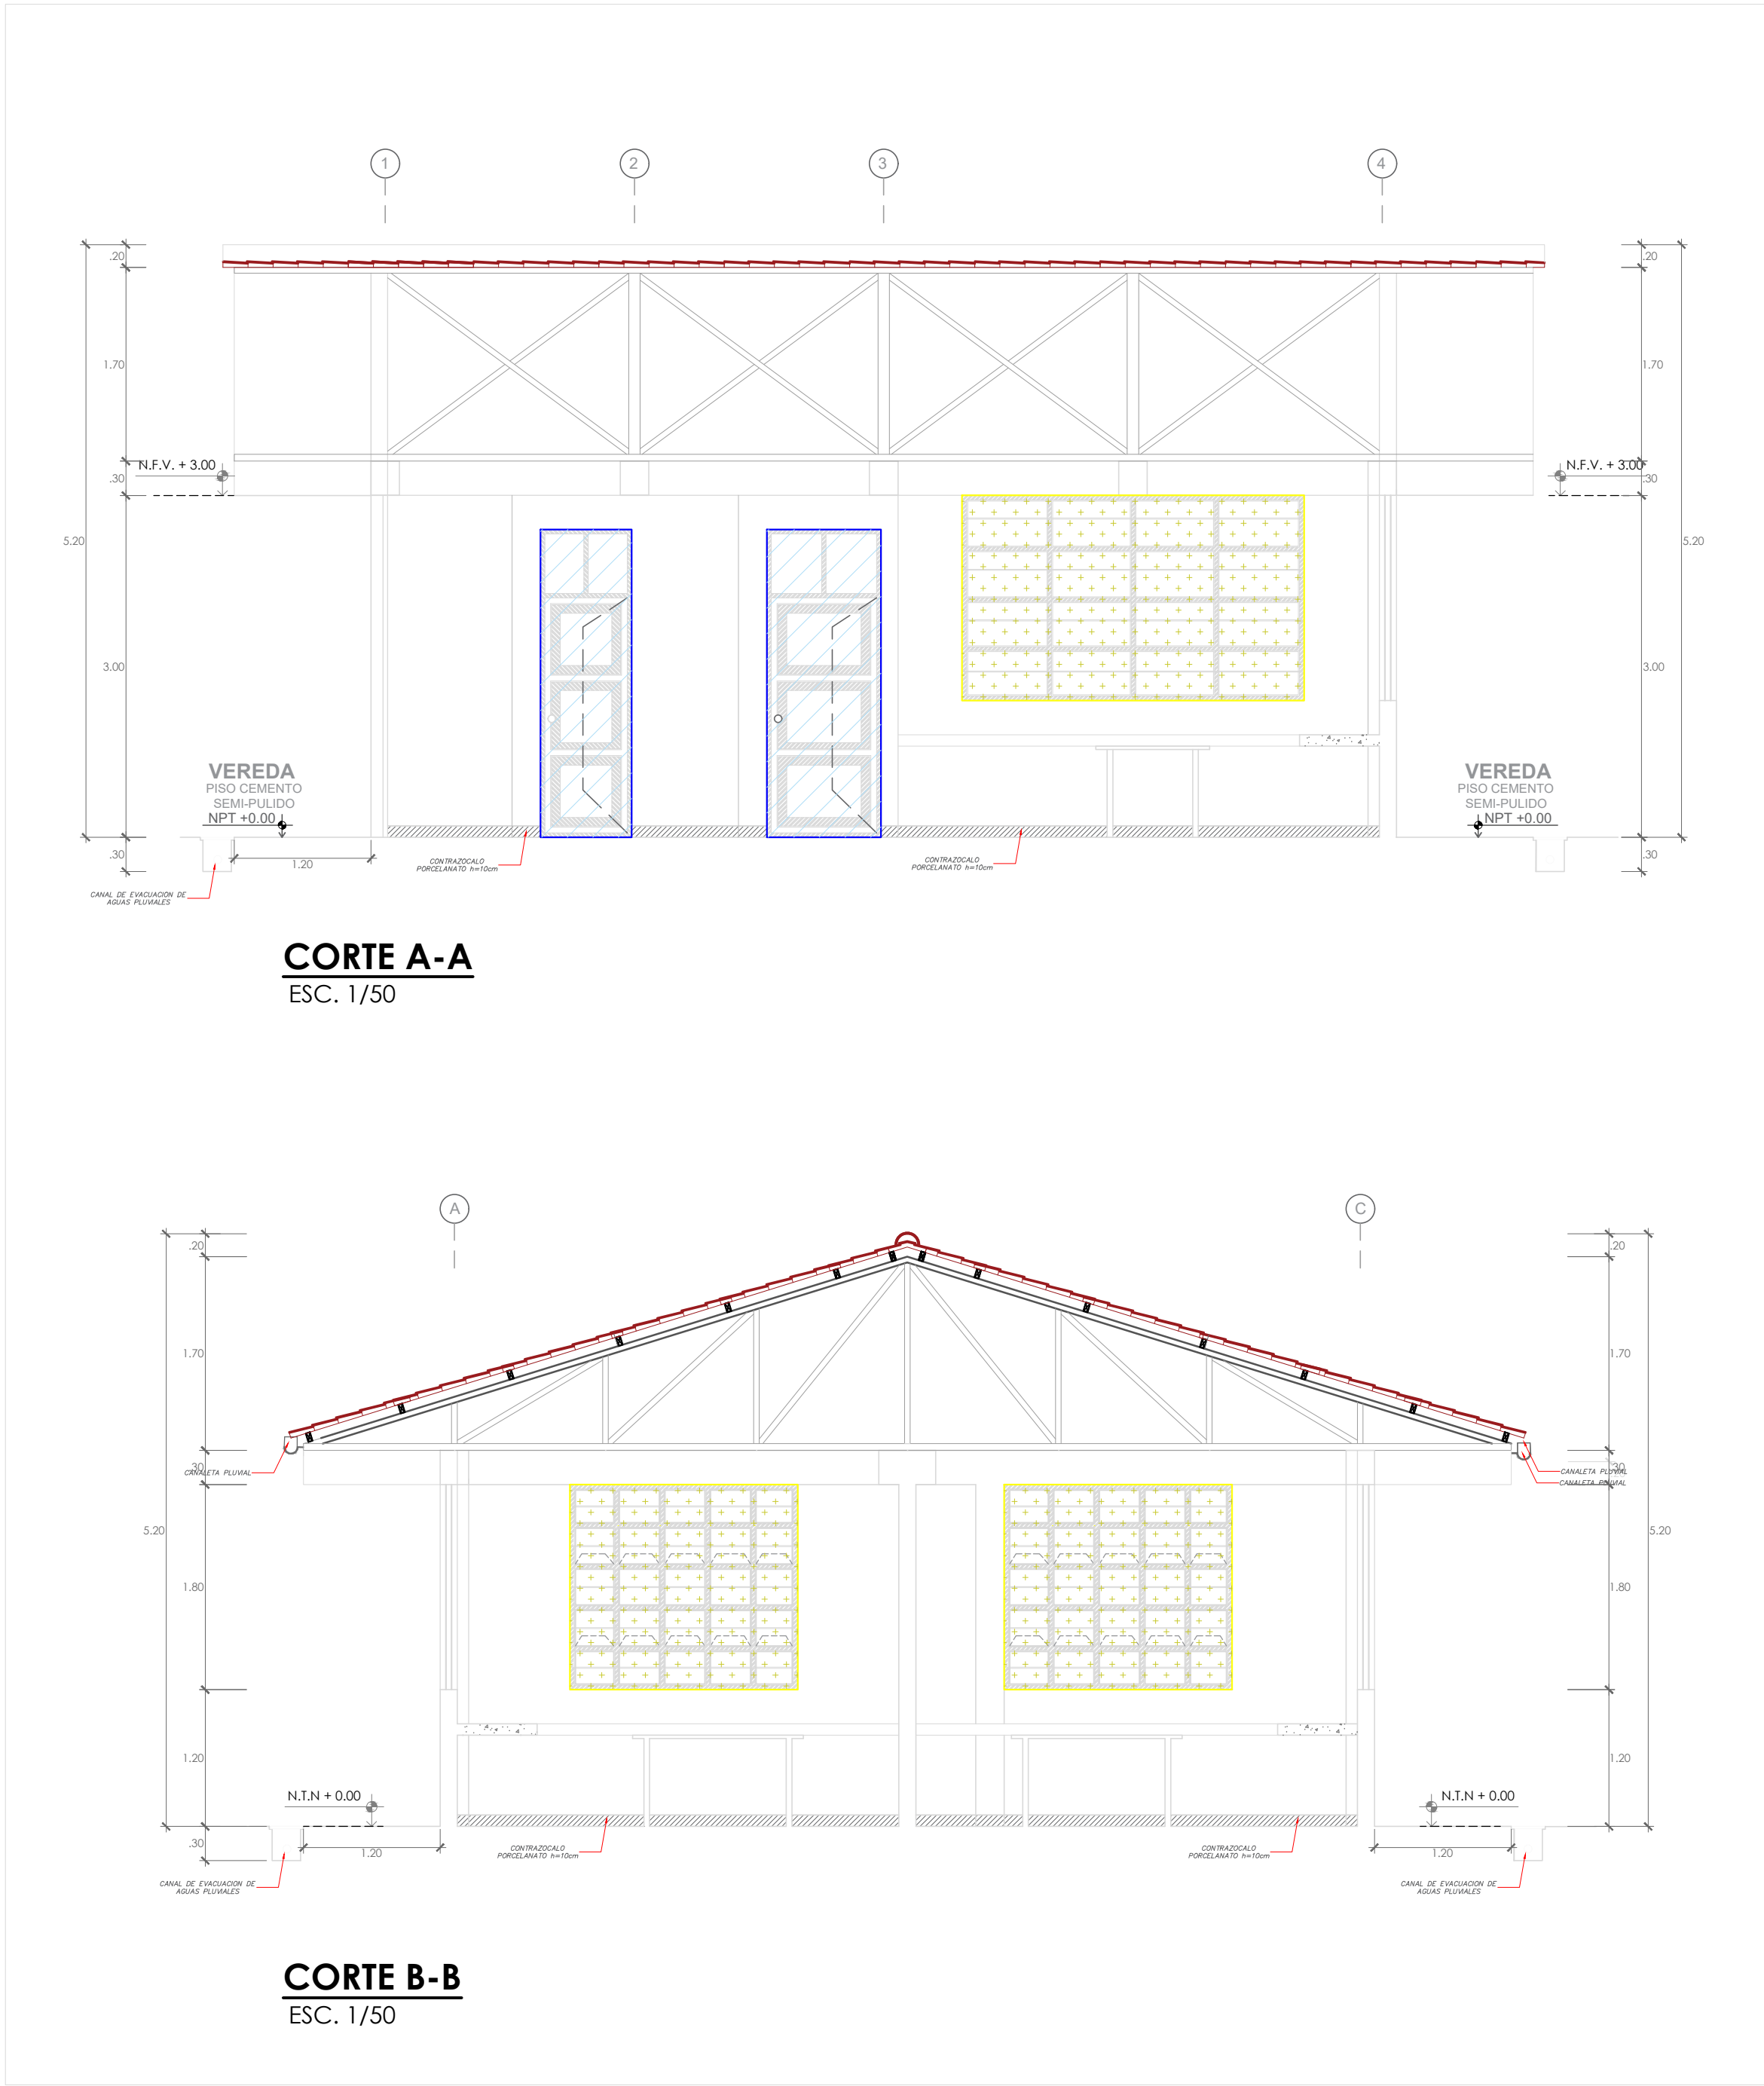 1
2
3
4
.20
.20
1.70
1.70
N.F.V. + 3.00
N.F.V. + 3.00
.30
.30
5.20
5.20
3.00
3.00
VEREDA
PISO CEMENTO
SEMI-PULIDO
NPT +0.00
VEREDA
PISO CEMENTO
SEMI-PULIDO
NPT +0.00
.30
1.20
CONTRAZOCALO
PORCELANATO h=10cm
CONTRAZOCALO
PORCELANATO h=10cm
.30
CANAL DE EVACUACION DE
AGUAS PLUVIALES
CORTE A-A
ESC. 1/50
A
C
.20
.20
1.70
1.70
CANALETA PLUVIAL
.30
CANALETA PLUVIAL
.30
CANALETA PLUVIAL
5.20
5.20
1.80
1.80
1.20
1.20
N.T.N + 0.00
N.T.N + 0.00
.30
1.20
CONTRAZOCALO
PORCELANATO h=10cm
CONTRAZOCALO
PORCELANATO h=10cm
1.20
CANAL DE EVACUACION DE
AGUAS PLUVIALES
CANAL DE EVACUACION DE
AGUAS PLUVIALES
CORTE B-B
ESC. 1/50